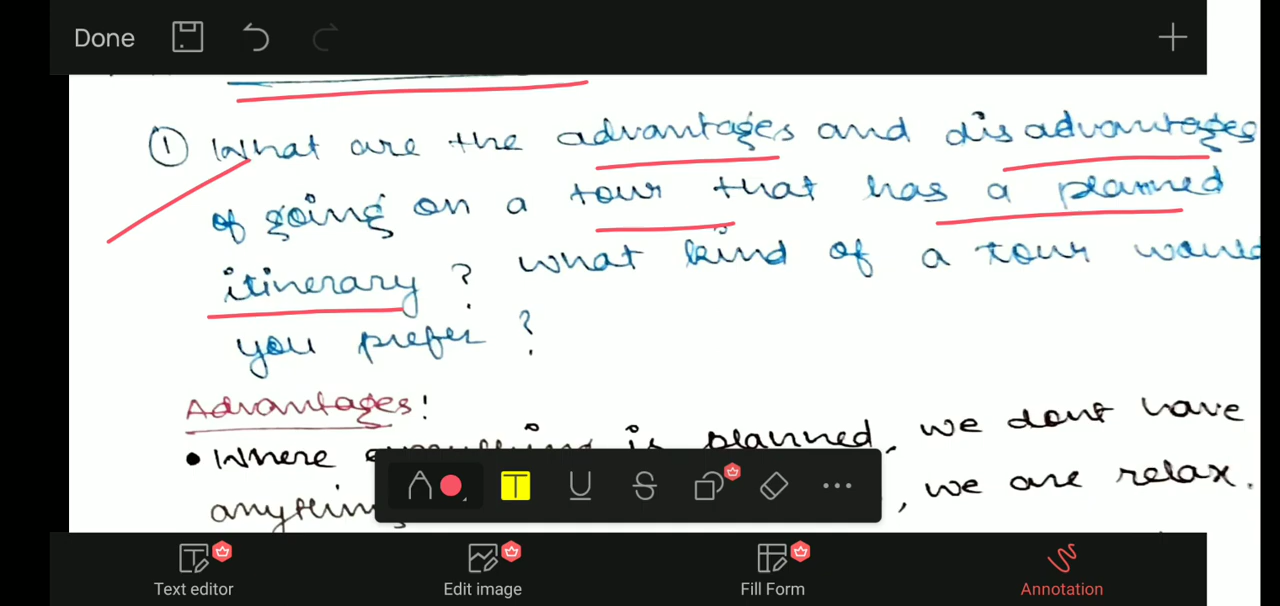 Done
① What are the advantages and disadvantages
of going on a tour that has a planned
itinerary ? what kind of a tour would
you prefer ?
Advantages!
• Where is planned, we dont have
anything , we are relax.
T
U
S
Text editor
Edit image
Fill Form
Annotation